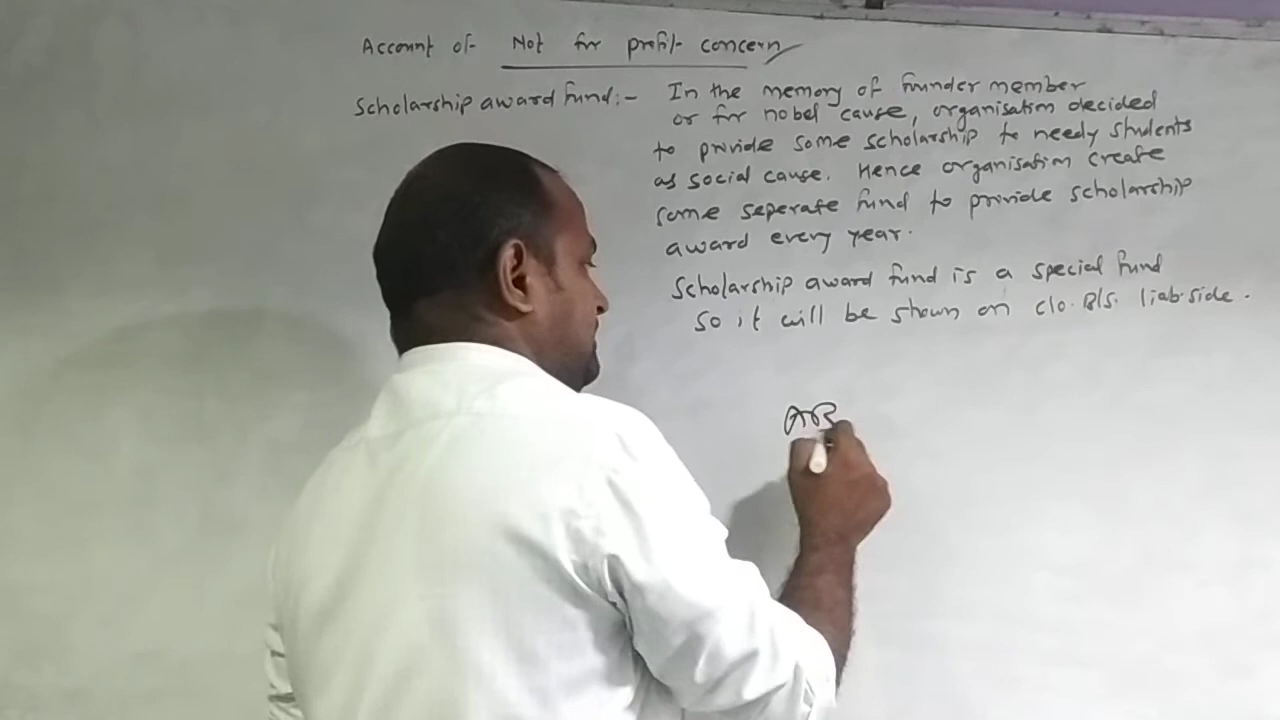 Account of Not for profit concern
Scholarship award fund:- In the memory of founder member
or for nobel cause, organisation decided
to provide some scholarship to needy students
as social cause. Hence organisation create
some seperate fund to provide scholarship
award every year.
Scholarship award fund is a special fund
so it will be shown on clo. B/s. liab side.